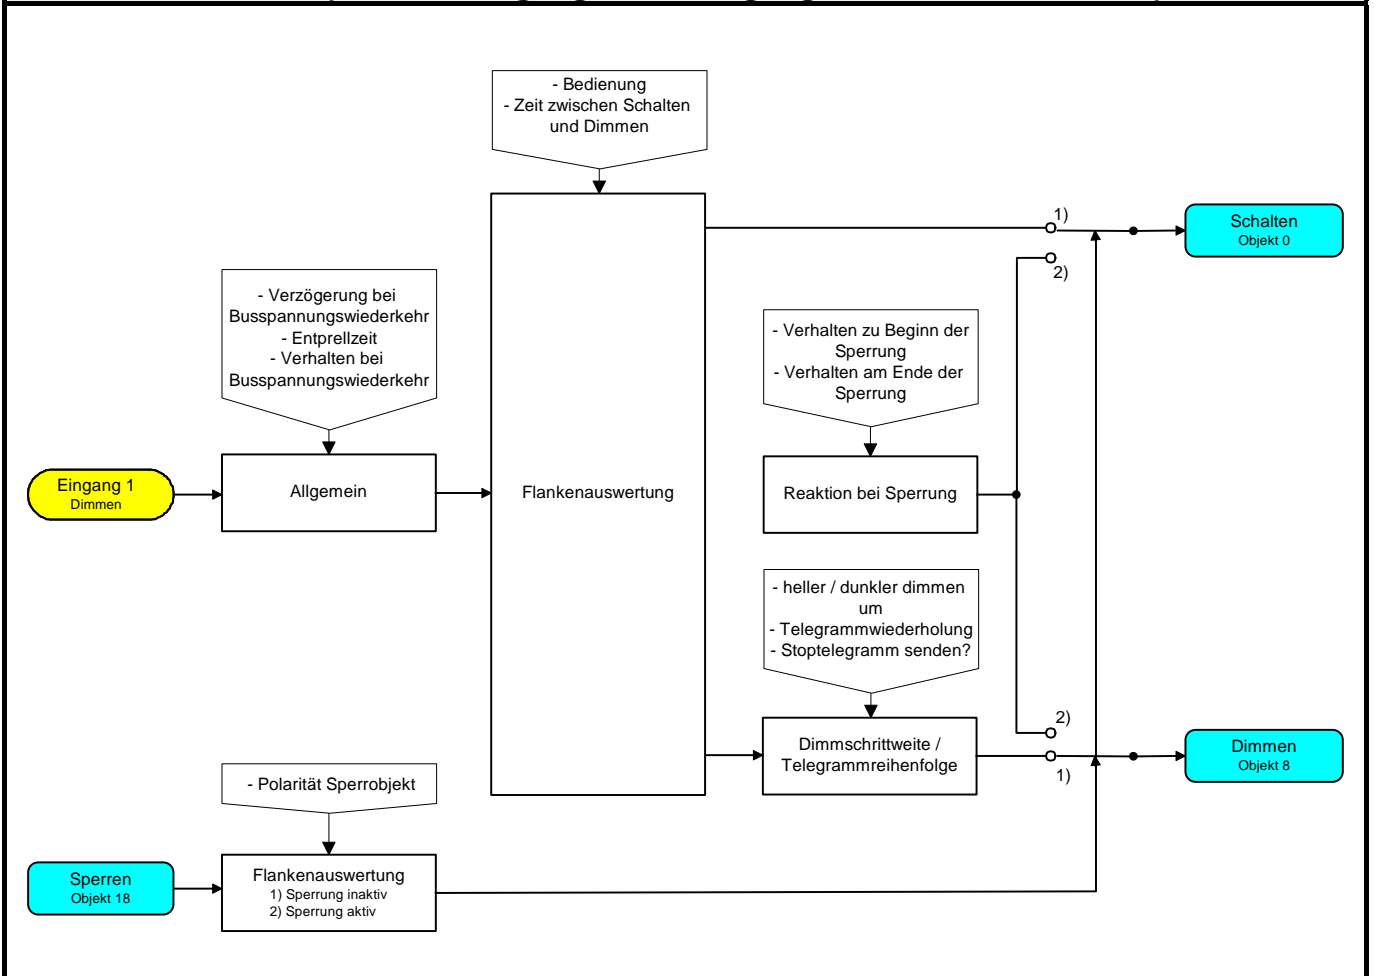 - Bedienung
- Zeit zwischen Schalten
und Dimmen
1)
Schalten
Objekt 0
2)
- Verzögerung bei
Busspannungswiederkehr
- Entprellzeit
- Verhalten bei
Busspannungswiederkehr
- Verhalten zu Beginn der
Sperrung
- Verhalten am Ende der
Sperrung
Eingang 1
Dimmen
Allgemein
Flankenauswertung
Reaktion bei Sperrung
- heller / dunkler dimmen
um
- Telegrammwiederholung
- Stoptelegramm senden?
2)
Dimmschrittweite /
Telegrammreihenfolge
1)
Dimmen
Objekt 8
- Polarität Sperrobjekt
Sperren
Objekt 18
Flankenauswertung
1) Sperrung inaktiv
2) Sperrung aktiv